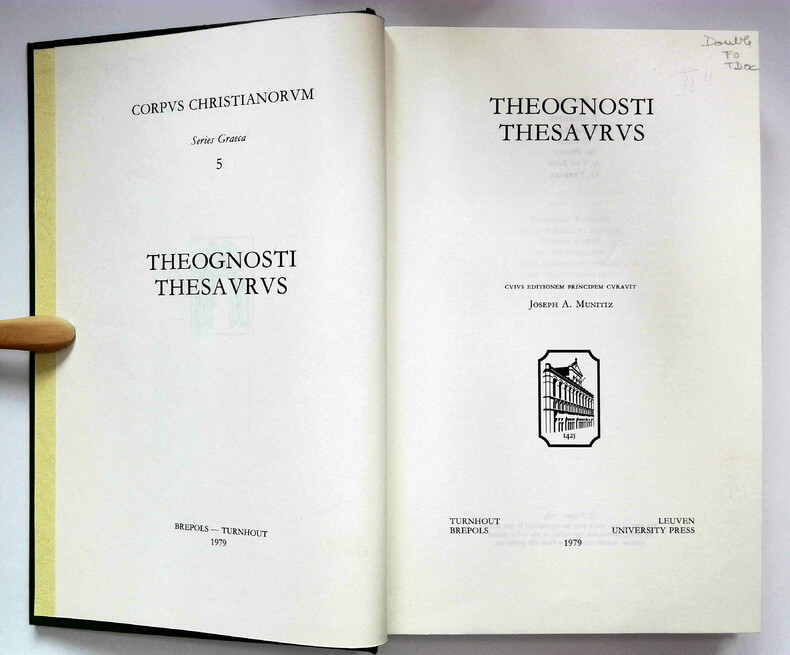 CORPVS CHRISTIANORVM
Series Graeca
5
THEOGNOSTI
THESAVRVS
BREPOLS — TURNHOUT
1979
Double
FO
TDOC
THEOGNOSTI
THESAVRVS
CVIVS EDITIONEM PRINCIPEM CVRAVIT
JOSEPH A. MUNITIZ
1425
TURNHOUT
BREPOLS
LEUVEN
UNIVERSITY PRESS
1979